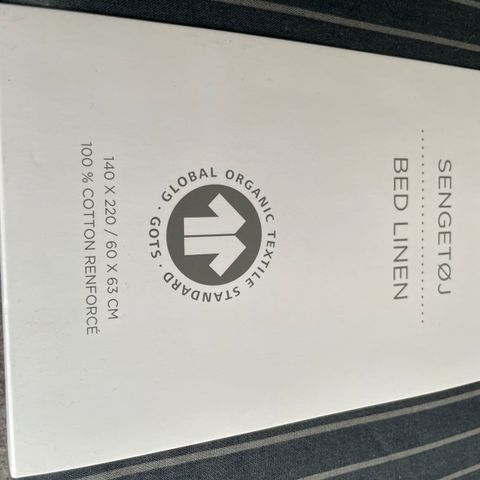 SENGETØJ
BED LINEN
GLOBAL ORGANIC TEXTILE STANDARD · GOTS ·
140 X 220 / 60 X 63 CM
100 % COTTON RENFORCÉ